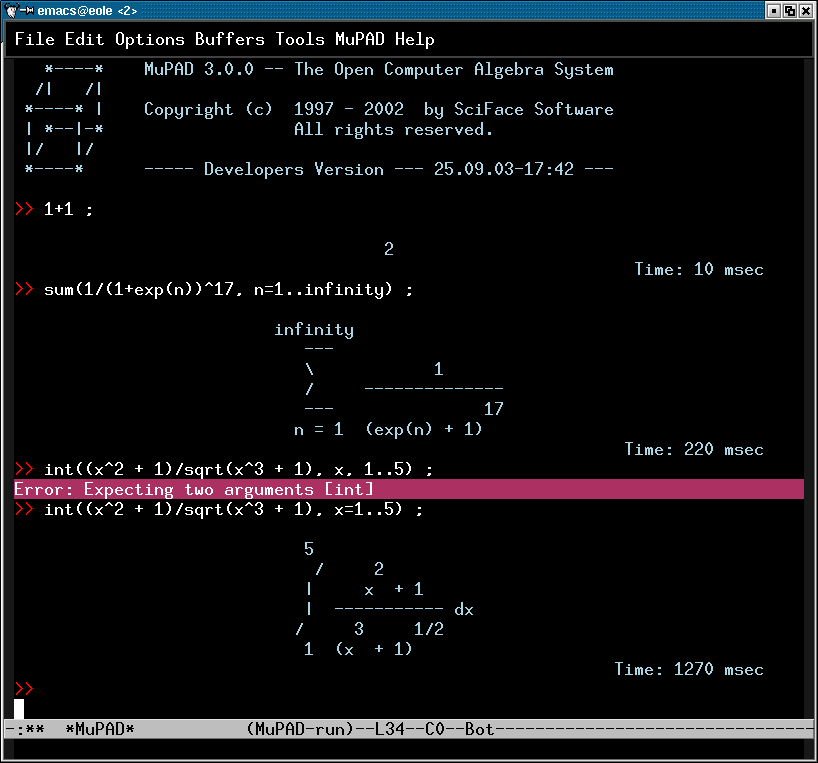 emacs@eole <2>
File Edit Options Buffers Tools MuPAD Help
   *----*    MuPAD 3.0.0 -- The Open Computer Algebra System
  /|   /|
 *----* |    Copyright (c)  1997 - 2002  by SciFace Software
 | *--|-*                   All rights reserved.
 |/   |/
 *----*      ----- Developers Version --- 25.09.03-17:42 ---
>> 1+1 ;
                                     2
                                                              Time: 10 msec
>> sum(1/(1+exp(n))^17, n=1..infinity) ;
                          infinity
                             ---
                             \            1
                             /     --------------
                             ---               17
                            n = 1  (exp(n) + 1)
                                                             Time: 220 msec
>> int((x^2 + 1)/sqrt(x^3 + 1), x, 1..5) ;
Error: Expecting two arguments [int]
>> int((x^2 + 1)/sqrt(x^3 + 1), x=1..5) ;
                             5
                              /     2
                             |     x  + 1
                             |  ----------- dx
                            /     3     1/2
                             1  (x  + 1)
                                                            Time: 1270 msec
>>
-:**  *MuPAD*           (MuPAD-run)--L34--C0--Bot--------------------------------